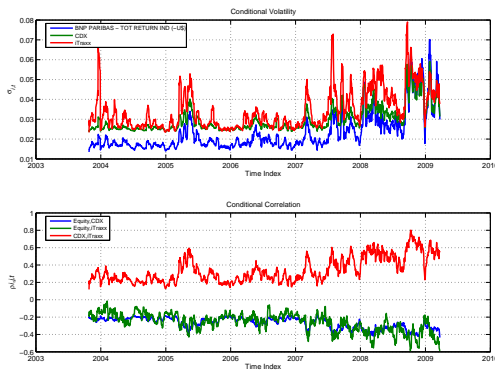 Conditional Volatility
0.08
0.07
0.06
0.05
0.04
0.03
0.02
0.01
σi,t
BNP PARIBAS – TOT RETURN IND (~U$)
CDX
iTraxx
2003 2004 2005 2006 2007 2008 2009 2010
Time Index
Conditional Correlation
1
0.8
0.6
0.4
0.2
0
−0.2
−0.4
−0.6
ρi,j,t
Equity,CDX
Equity,iTraxx
CDX,iTraxx
2003 2004 2005 2006 2007 2008 2009 2010
Time Index